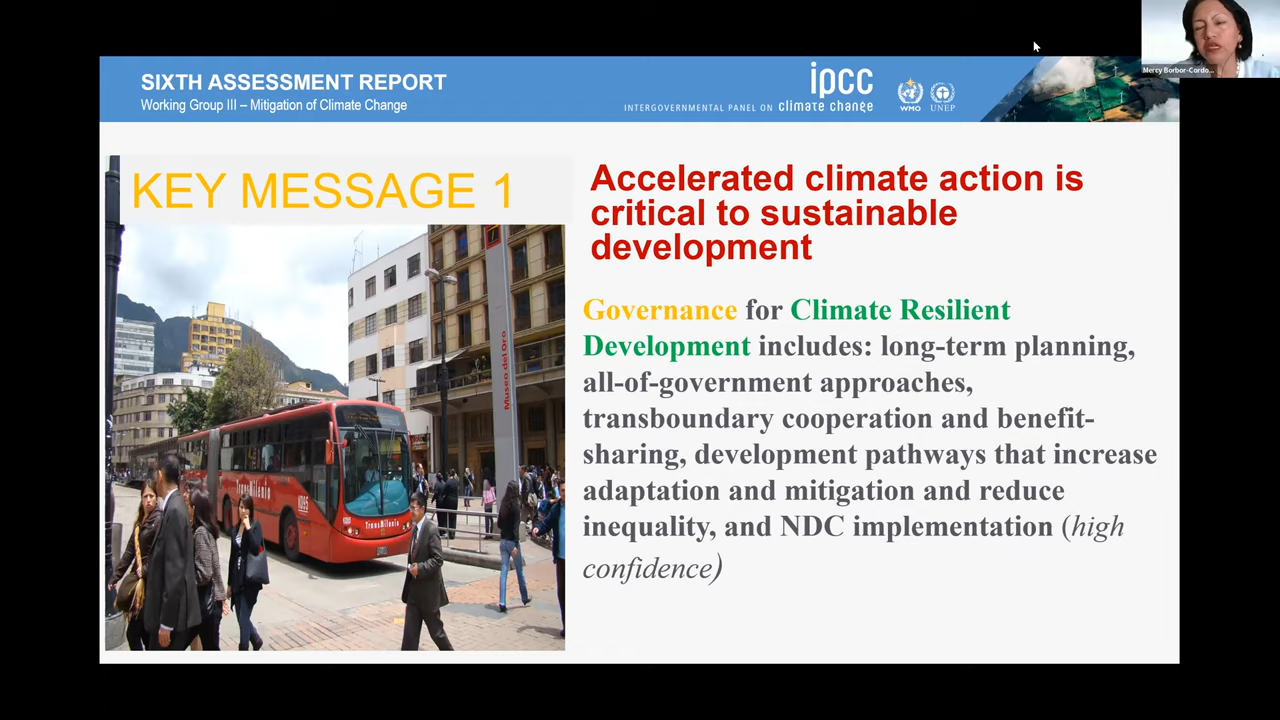 SIXTH ASSESSMENT REPORT
Working Group III – Mitigation of Climate Change
INTERGOVERNMENTAL PANEL ON
ipcc
climate change
WMO
UNEP
Mercy Borbor-Cordo...
KEY MESSAGE 1
Accelerated climate action is
critical to sustainable
development
Governance for Climate Resilient
Development includes: long-term planning,
all-of-government approaches,
transboundary cooperation and benefit-
sharing, development pathways that increase
adaptation and mitigation and reduce
inequality, and NDC implementation (high
confidence)
Museo del Oro
TransMilenio
TransMilenio